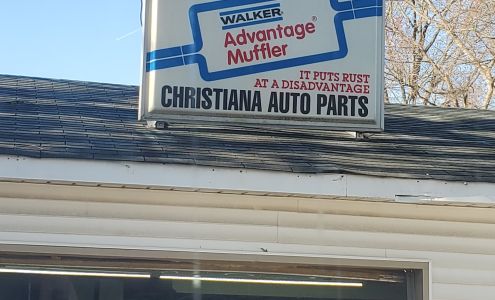 WALKER®
Advantage®
Muffler
IT PUTS RUST
AT A DISADVANTAGE
CHRISTIANA AUTO PARTS